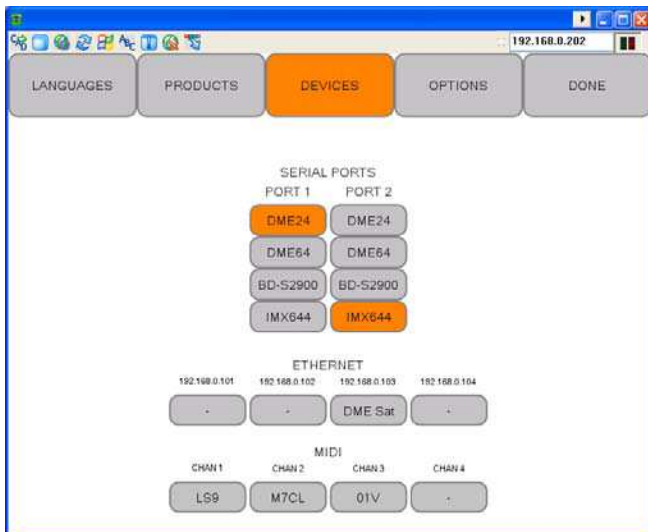 192.168.0.202
LANGUAGES PRODUCTS DEVICES OPTIONS DONE
SERIAL PORTS
PORT 1 PORT 2
DME24 DME24
DME64 DME64
BD-S2900 BD-S2900
IMX644 IMX644
ETHERNET
192.168.0.101 192.168.0.102 192.168.0.103 192.168.0.104
- - DME Sat -
MIDI
CHAN 1 CHAN 2 CHAN 3 CHAN 4
LS9 M7CL 01V -